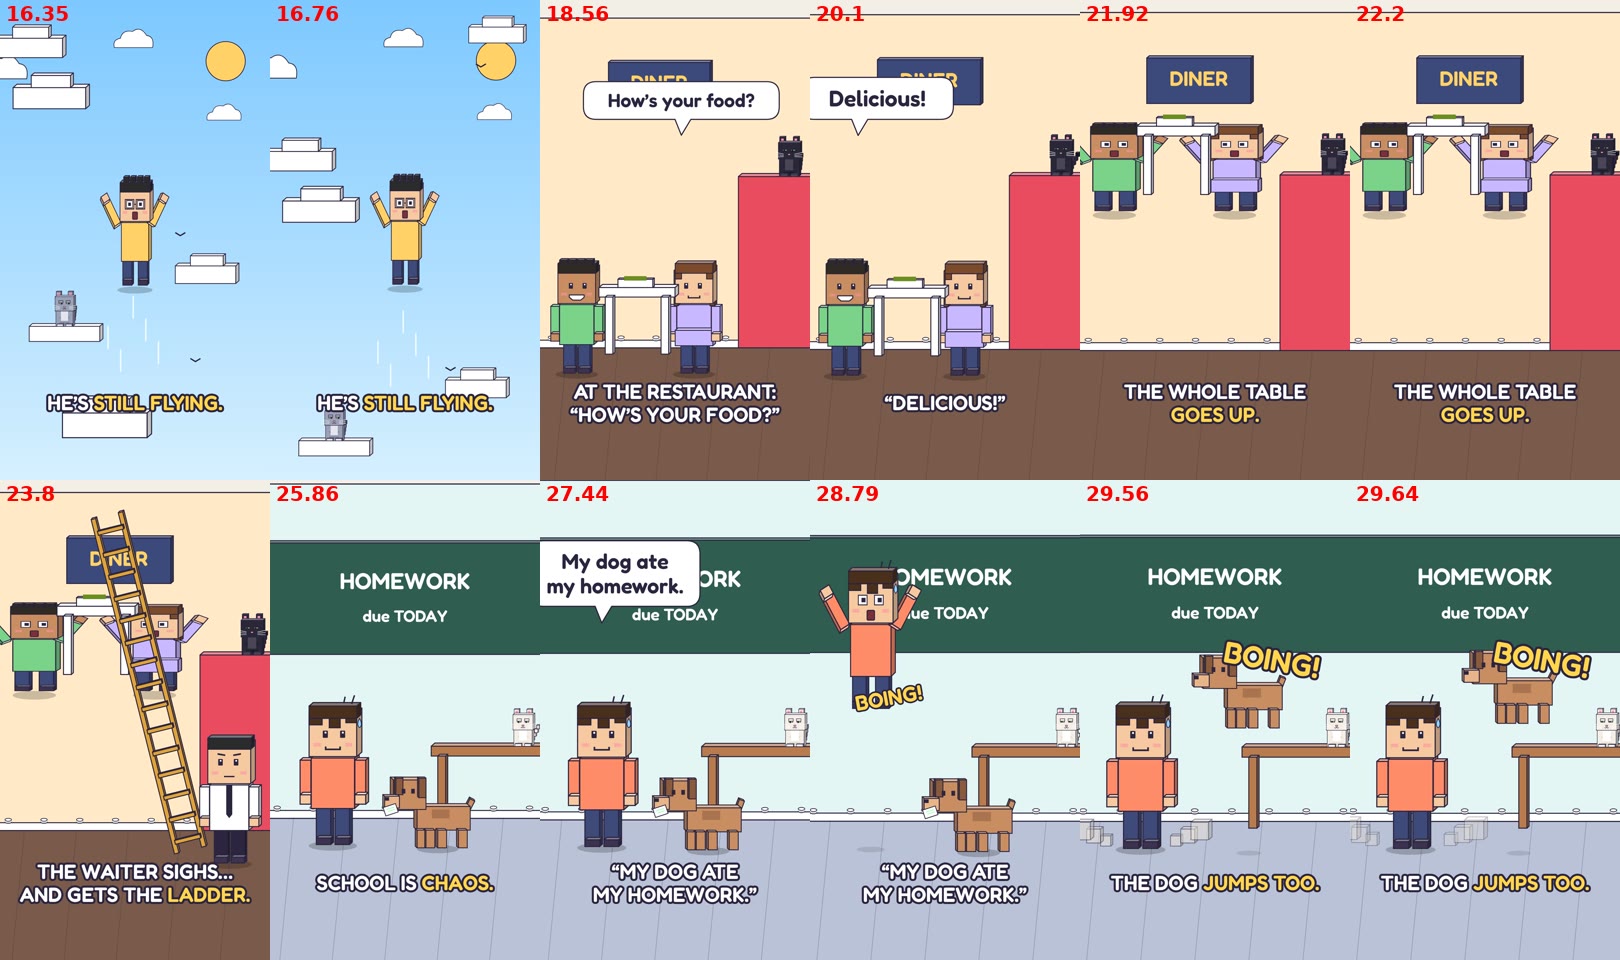 16.35
HE'S STILL FLYING.
16.76
HE'S STILL FLYING.
18.56
DINER
How's your food?
AT THE RESTAURANT:
“HOW'S YOUR FOOD?”
20.1
DINER
Delicious!
“DELICIOUS!”
21.92
DINER
THE WHOLE TABLE
GOES UP.
22.2
DINER
THE WHOLE TABLE
GOES UP.
23.8
DINER
THE WAITER SIGHS...
AND GETS THE LADDER.
25.86
HOMEWORK
due TODAY
SCHOOL IS CHAOS.
27.44
My dog ate
my homework.
ORK
due TODAY
“MY DOG ATE
MY HOMEWORK.”
28.79
OMEWORK
due TODAY
BOING!
“MY DOG ATE
MY HOMEWORK.”
29.56
HOMEWORK
due TODAY
BOING!
THE DOG JUMPS TOO.
29.64
HOMEWORK
due TODAY
BOING!
THE DOG JUMPS TOO.